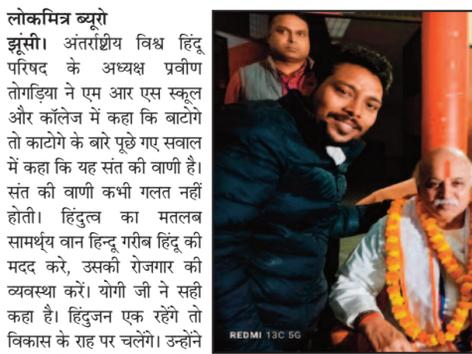 लोकमित्र ब्यूरो
झूंसी। अंतर्राष्ट्रीय विश्व हिंदू
परिषद के अध्यक्ष प्रवीण
तोगड़िया ने एम आर एस स्कूल
और कॉलेज में कहा कि बाटोगे
तो काटोगे के बारे पूछे गए सवाल
में कहा कि यह संत की वाणी है।
संत की वाणी कभी गलत नहीं
होती। हिंदुत्व का मतलब
सामर्थ्य वान हिन्दू गरीब हिंदू की
मदद करे, उसकी रोजगार की
व्यवस्था करें। योगी जी ने सही
कहा है। हिंदुजन एक रहेंगे तो
विकास के राह पर चलेंगे। उन्होंने
REDMI 13C 5G